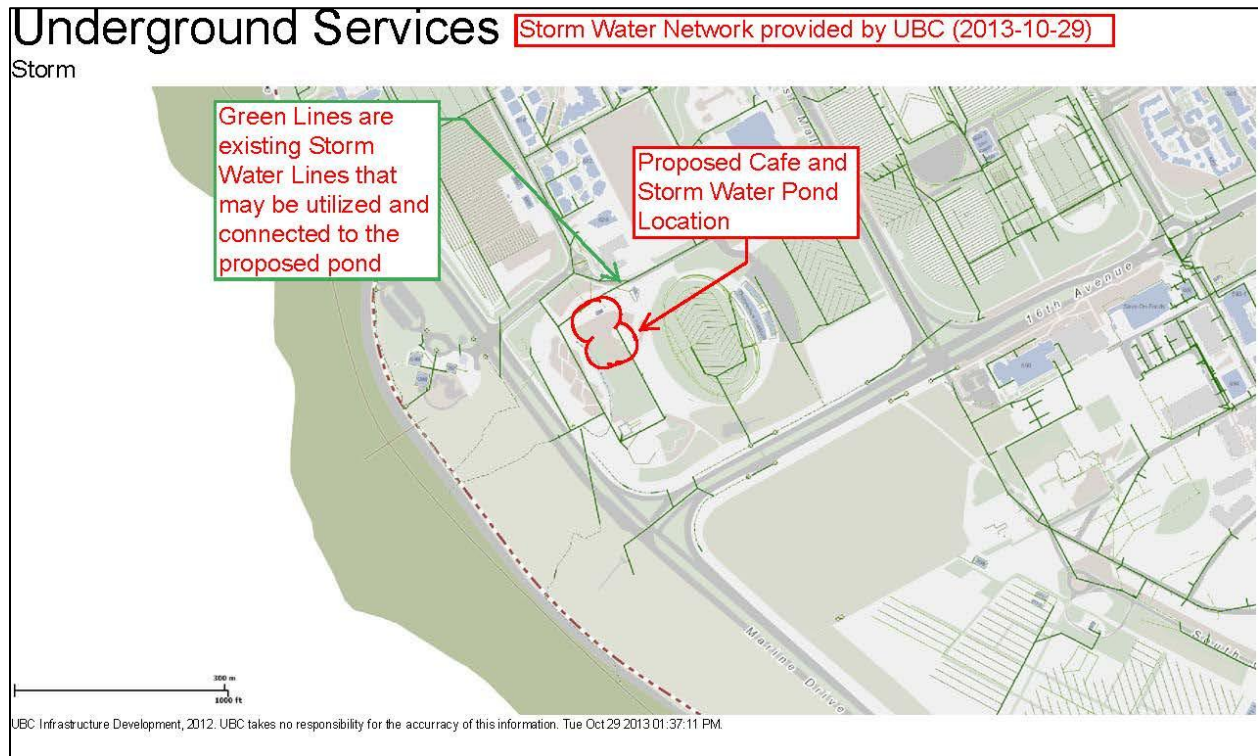 Underground Services
Storm Water Network provided by UBC (2013-10-29)
Storm
Green Lines are
existing Storm
Water Lines that
may be utilized and
connected to the
proposed pond
Proposed Cafe and
Storm Water Pond
Location
16th Avenue
Marine Drive
South
300 m
1000 ft
UBC Infrastructure Development, 2012. UBC takes no responsibility for the accurracy of this information. Tue Oct 29 2013 01:37:11 PM.